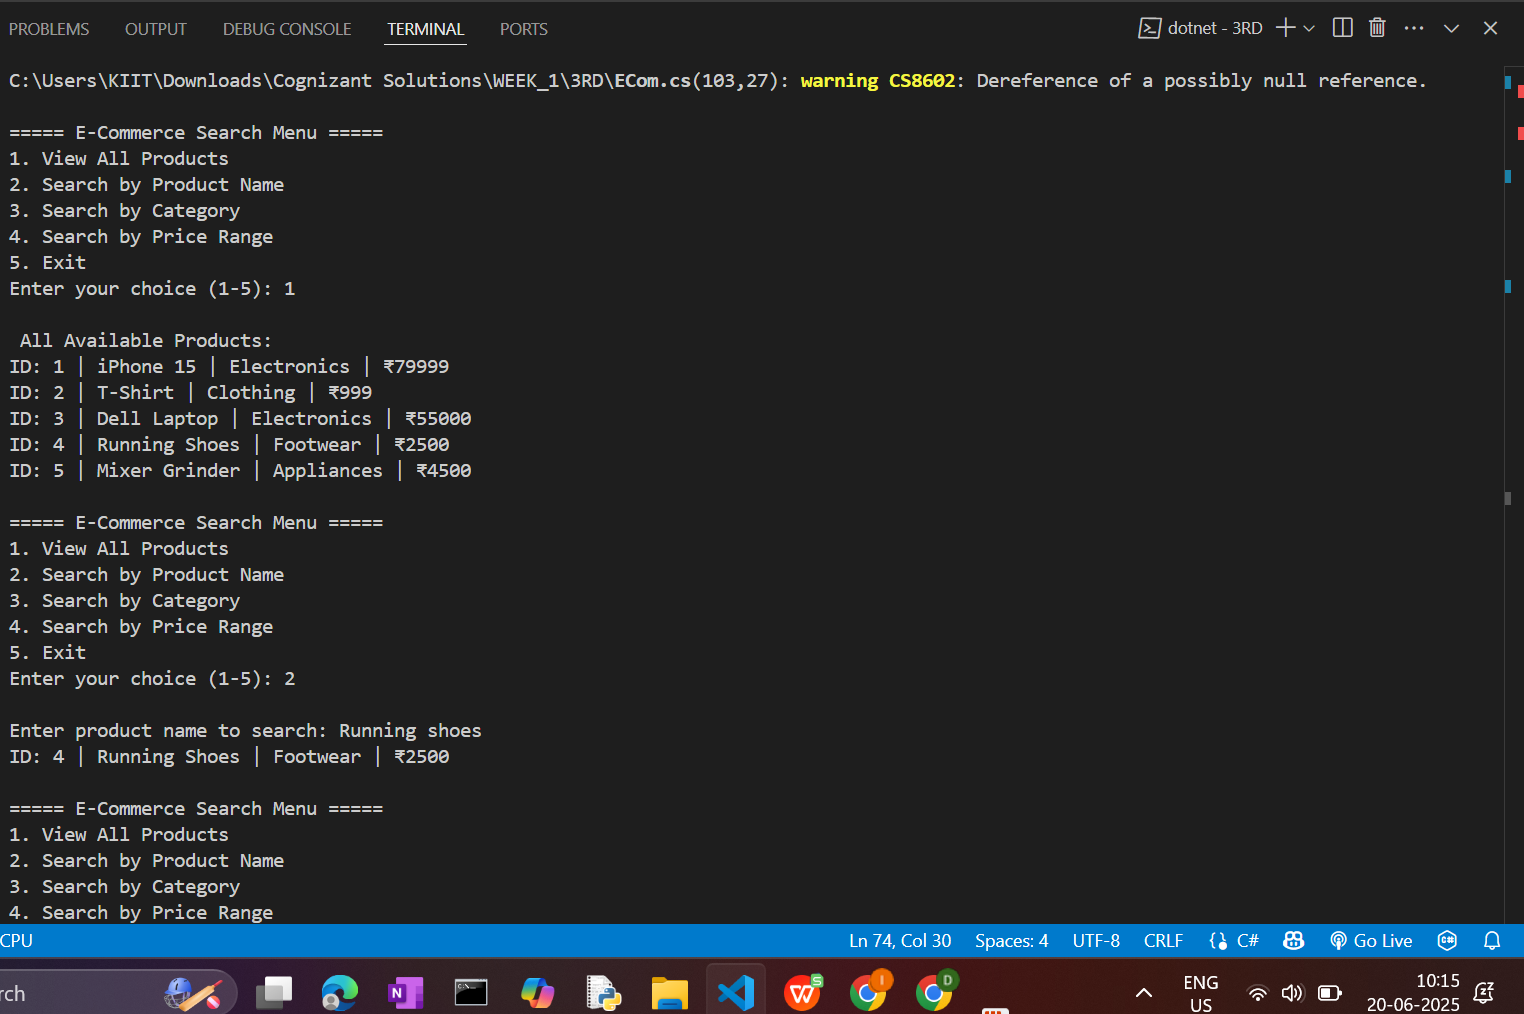 PROBLEMS OUTPUT DEBUG CONSOLE TERMINAL PORTS dotnet - 3RD
C:\Users\KIIT\Downloads\Cognizant Solutions\WEEK_1\3RD\ECom.cs(103,27): warning CS8602: Dereference of a possibly null reference.
===== E-Commerce Search Menu =====
1. View All Products
2. Search by Product Name
3. Search by Category
4. Search by Price Range
5. Exit
Enter your choice (1-5): 1
All Available Products:
ID: 1 | iPhone 15 | Electronics | ₹79999
ID: 2 | T-Shirt | Clothing | ₹999
ID: 3 | Dell Laptop | Electronics | ₹55000
ID: 4 | Running Shoes | Footwear | ₹2500
ID: 5 | Mixer Grinder | Appliances | ₹4500
===== E-Commerce Search Menu =====
1. View All Products
2. Search by Product Name
3. Search by Category
4. Search by Price Range
5. Exit
Enter your choice (1-5): 2
Enter product name to search: Running shoes
ID: 4 | Running Shoes | Footwear | ₹2500
===== E-Commerce Search Menu =====
1. View All Products
2. Search by Product Name
3. Search by Category
4. Search by Price Range
CPU Ln 74, Col 30 Spaces: 4 UTF-8 CRLF {} C# Go Live
rch ENG 10:15
US 20-06-2025